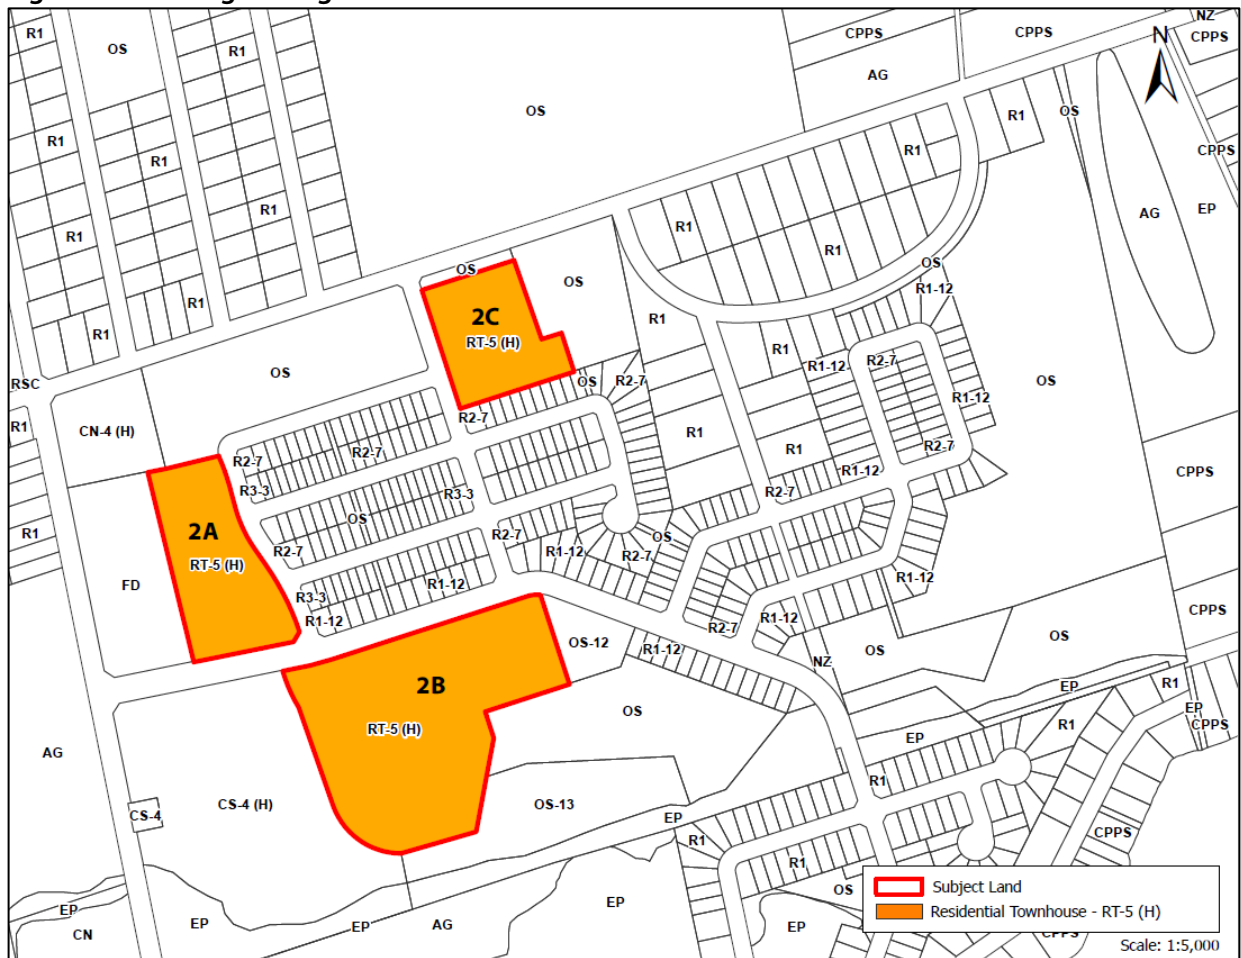 NZ
R1
OS
R1
CPPS
CPPS
N
CPPS
AG
OS
R1
OS
R1
R1
R1
R1
CPPS
R1
AG
EP
R1
R1
R1
OS
R1
OS
OS
R1-12
R1
2C
R1
RT-5 (H)
R1
R1
RSC
OS
R1-12
R2-7
OS
OS
R2-7
R1-12
R1
CN-4 (H)
R2-7
R1
R2-7
R1
R2-7
R2-7
R1-12
CPPS
R3-3
R3-3
R2-7
OS
2A
R1
R2-7
OS
RT-5 (H)
R2-7
R1-12
R2-7
FD
R1-12
R1-12
R3-3
CPPS
R1-12
R1-12
R2-7
OS
OS-12
R1-12
OS
NZ
2B
EP
R1
RT-5 (H)
OS
EP
R1
CPPS
EP
AG
R1
CS-4 (H)
OS-13
CS-4
EP
CPPS
R1
R1
OS
Subject Land
EP
EP
EP
Residential Townhouse - RT-5 (H)
EP
AG
EP
CN
CPPS
Scale: 1:5,000